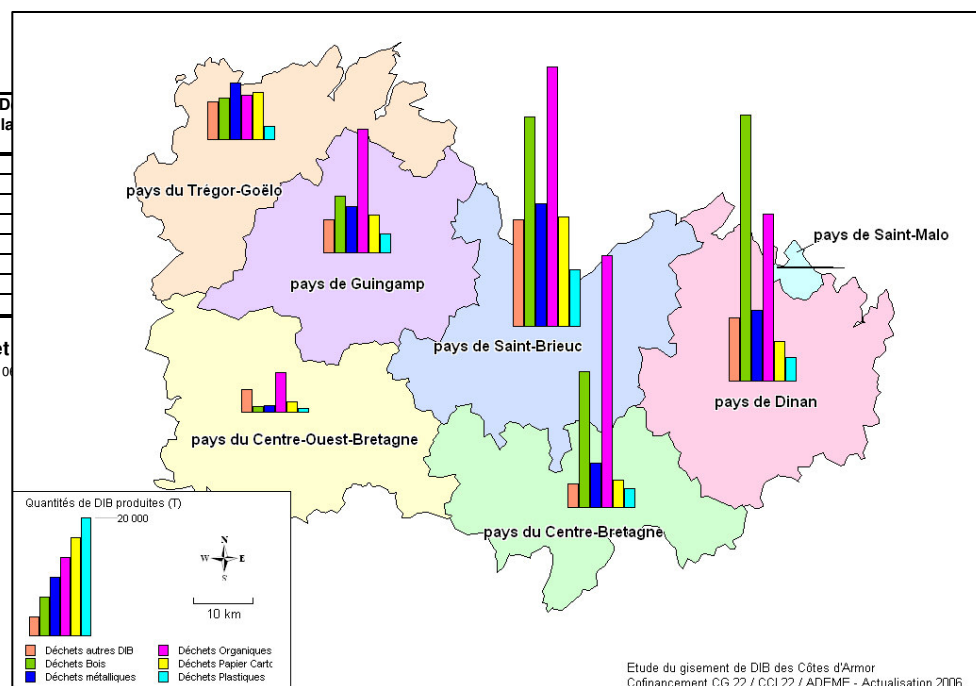 pays du Trégor-Goëlo
pays de Saint-Malo
pays de Guingamp
pays de Saint-Brieuc
pays de Dinan
pays du Centre-Ouest-Bretagne
pays du Centre-Bretagne
Quantités de DIB produites (T)
20 000
N
W E
S
10 km
Déchets autres DIB
Déchets Organiques
Déchets Bois
Déchets Papier Cartc
Déchets métalliques
Déchets Plastiques
Etude du gisement de DIB des Côtes d'Armor
Cofinancement CG 22 / CCI 22 / ADEME - Actualisation 2006